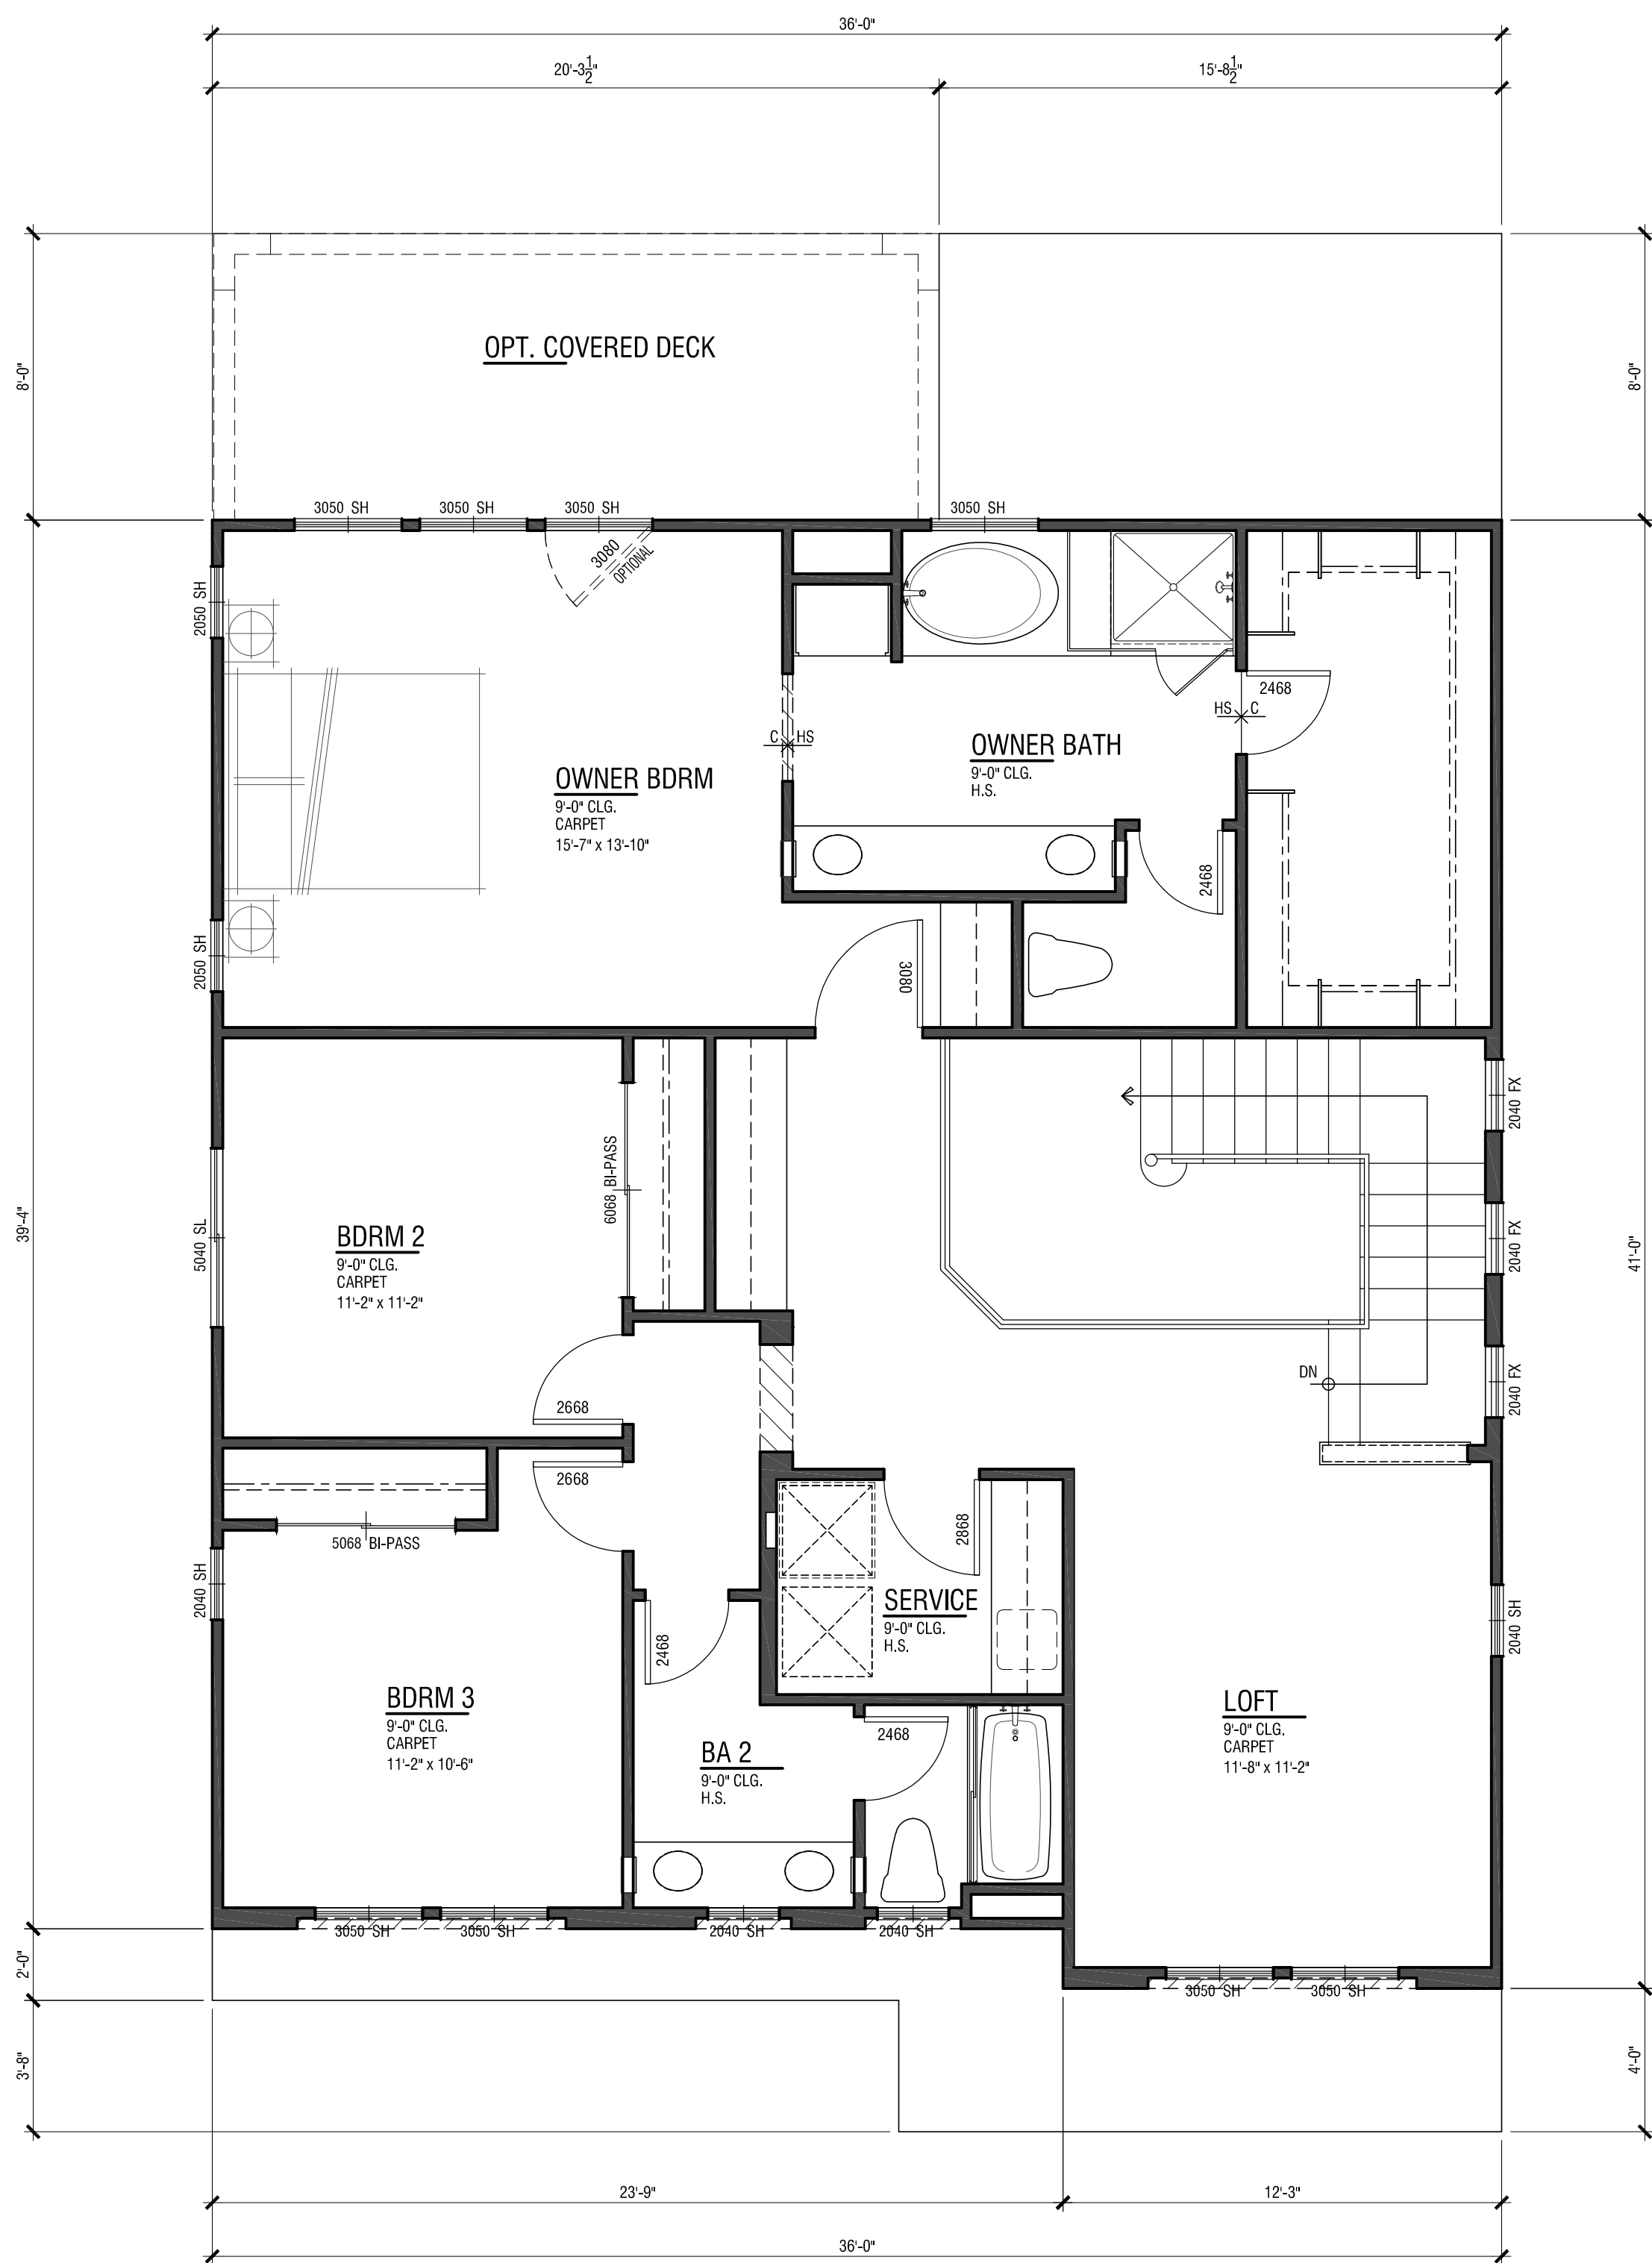 36'-0"
20'-3 1/2"
15'-8 1/2"
8'-0"
8'-0"
OPT. COVERED DECK
3050 SH
3050 SH
3050 SH
3050 SH
3080
OPTIONAL
2050 SH
2468
HS C
C HS
OWNER BATH
9'-0" CLG.
H.S.
OWNER BDRM
9'-0" CLG.
CARPET
15'-7" x 13'-10"
2468
2050 SH
3080
2040 FX
6068 BI-PASS
39'-4"
5040 SL
BDRM 2
9'-0" CLG.
CARPET
11'-2" x 11'-2"
2040 FX
41'-0"
DN
2040 FX
2668
2668
5068 BI-PASS
2868
2040 SH
SERVICE
9'-0" CLG.
H.S.
2040 SH
2468
BDRM 3
9'-0" CLG.
CARPET
11'-2" x 10'-6"
LOFT
9'-0" CLG.
CARPET
11'-8" x 11'-2"
2468
BA 2
9'-0" CLG.
H.S.
3050 SH
3050 SH
2040 SH
2040 SH
2'-0"
3050 SH
3050 SH
3'-8"
4'-0"
23'-9"
12'-3"
36'-0"